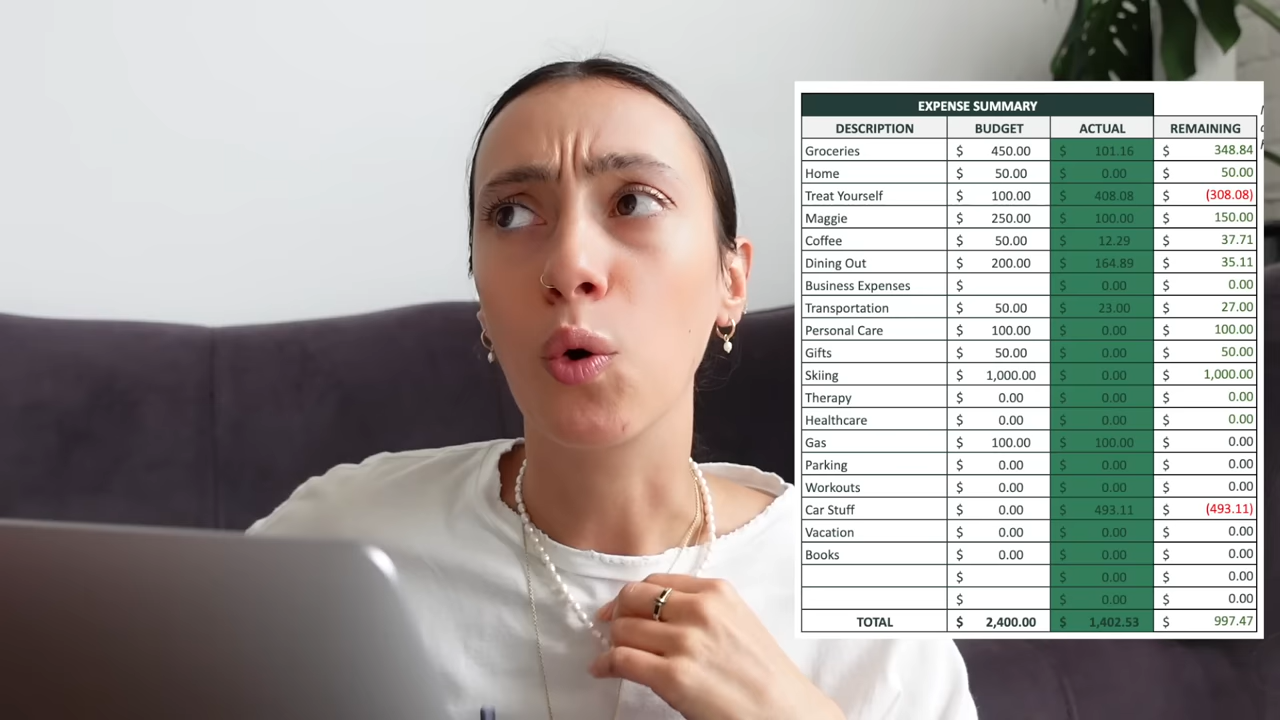 EXPENSE SUMMARY
DESCRIPTION BUDGET ACTUAL REMAINING
Groceries $ 450.00 $ 101.16 $ 348.84
Home $ 50.00 $ 0.00 $ 50.00
Treat Yourself $ 100.00 $ 408.08 $ (308.08)
Maggie $ 250.00 $ 100.00 $ 150.00
Coffee $ 50.00 $ 12.29 $ 37.71
Dining Out $ 200.00 $ 164.89 $ 35.11
Business Expenses $ $ 0.00 $ 0.00
Transportation $ 50.00 $ 23.00 $ 27.00
Personal Care $ 100.00 $ 0.00 $ 100.00
Gifts $ 50.00 $ 0.00 $ 50.00
Skiing $ 1,000.00 $ 0.00 $ 1,000.00
Therapy $ 0.00 $ 0.00 $ 0.00
Healthcare $ 0.00 $ 0.00 $ 0.00
Gas $ 100.00 $ 100.00 $ 0.00
Parking $ 0.00 $ 0.00 $ 0.00
Workouts $ 0.00 $ 0.00 $ 0.00
Car Stuff $ 0.00 $ 493.11 $ (493.11)
Vacation $ 0.00 $ 0.00 $ 0.00
Books $ 0.00 $ 0.00 $ 0.00
$ $ 0.00 $ 0.00
$ $ 0.00 $ 0.00
TOTAL $ 2,400.00 $ 1,402.53 $ 997.47